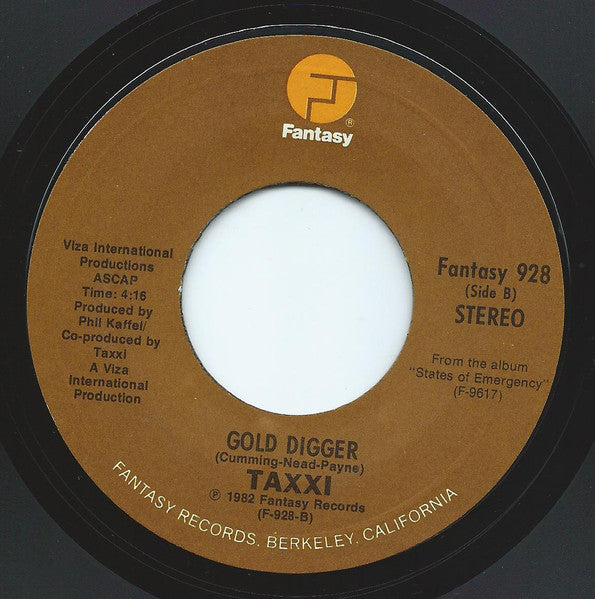 Fantasy®
Viza International
Productions
ASCAP
Time: 4:16
Produced by
Phil Kaffel/
Co-produced by
Taxxi
A Viza
International
Production
Fantasy 928
(Side B)
STEREO
From the album
"States of Emergency"
(F-9617)
GOLD DIGGER
(Cumming-Nead-Payne)
TAXXI
℗ 1982 Fantasy Records
(F-928-B)
FANTASY RECORDS, BERKELEY, CALIFORNIA